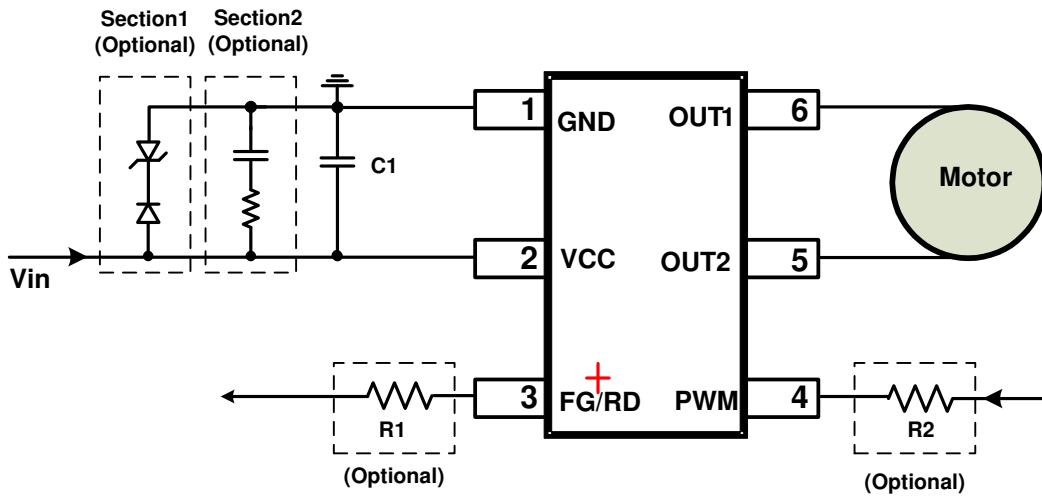 Section1
(Optional)
Section2
(Optional)
C1
Vin
1
GND
2
VCC
3
FG/RD
OUT1
6
OUT2
5
PWM
4
Motor
R1
(Optional)
R2
(Optional)